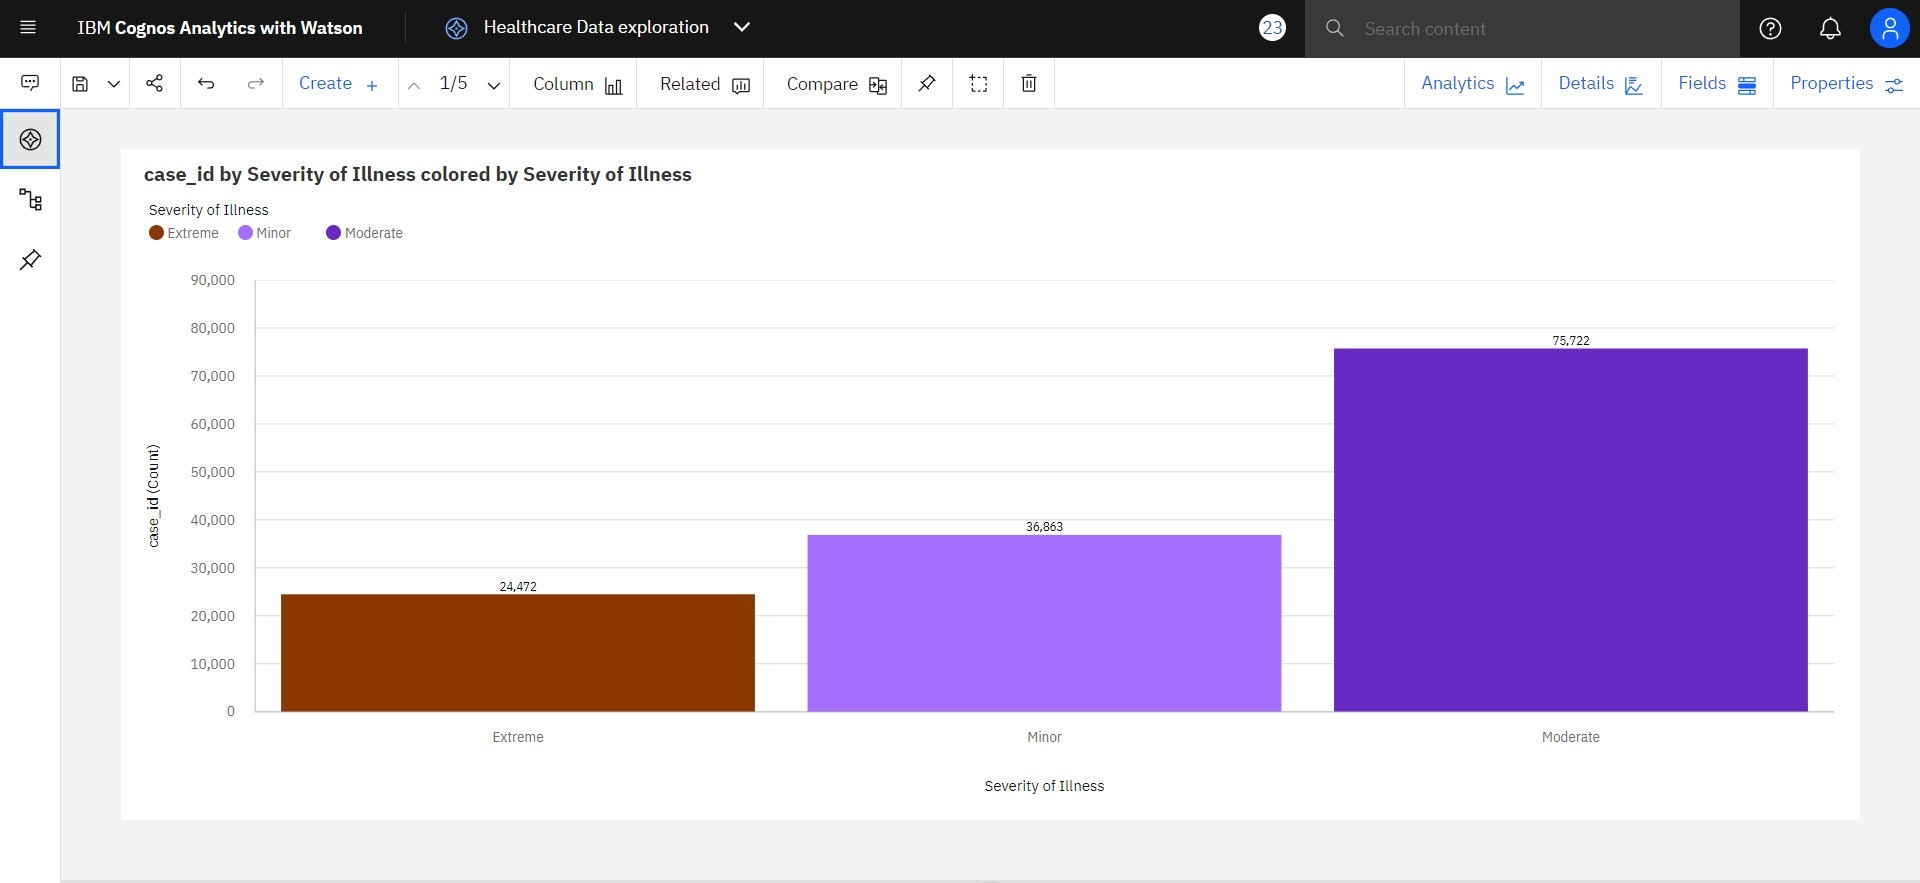 IBM Cognos Analytics with Watson
Healthcare Data exploration
23
Search content
Create +
1/5
Column
Related
Compare
Analytics
Details
Fields
Properties
case_id by Severity of Illness colored by Severity of Illness
Severity of Illness
Extreme Minor Moderate
90,000
80,000
70,000
60,000
50,000
40,000
30,000
20,000
10,000
0
case_id (Count)
24,472
36,863
75,722
Extreme Minor Moderate
Severity of Illness